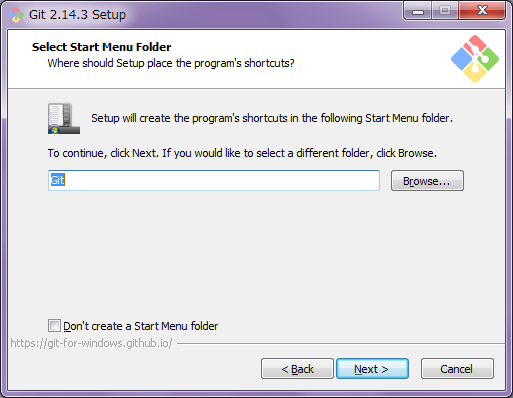 Git 2.14.3 Setup
Select Start Menu Folder
Where should Setup place the program's shortcuts?
Setup will create the program's shortcuts in the following Start Menu folder.
To continue, click Next. If you would like to select a different folder, click Browse.
Git
Browse...
Don't create a Start Menu folder
https://git-for-windows.github.io/
< Back
Next >
Cancel